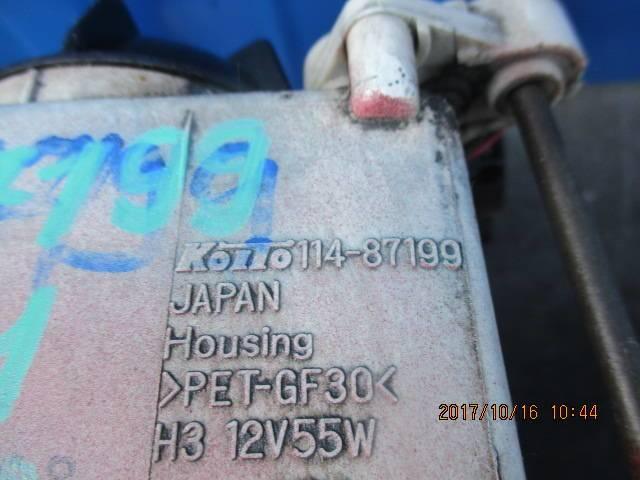 KOITO 114-87199
JAPAN
Housing
>PET-GF30<
H3 12V55W
2017/10/16 10:44